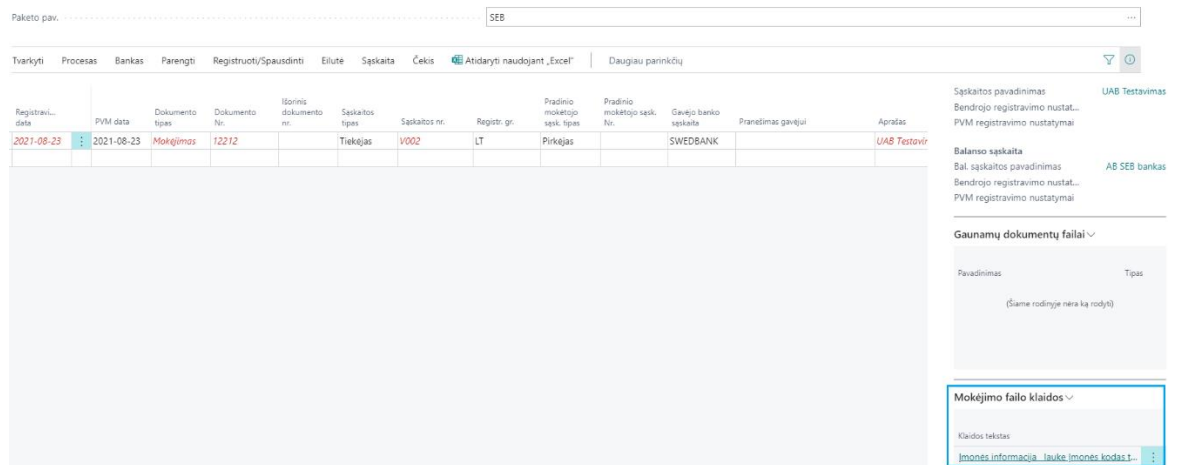 Paketo pav. SEB ...
Tvarkyti Procesas Bankas Parengti Registruoti/Spausdinti Eilutė Sąskaita Čekis Atidaryti naudojant „Excel" Daugiau parinkčių
Registravi... data PVM data Dokumento tipas Dokumento Nr. Išorinis dokumento nr. Sąskaitos tipas Sąskaitos nr. Registr. gr. Pradinio mokėtojo sąsk. tipas Pradinio mokėtojo sąsk. Nr. Gavėjo banko sąskaita Pranešimas gavėjui Aprašas
2021-08-23 2021-08-23 Mokėjimas 12212 Tiekėjas V002 LT Pirkėjas SWEDBANK UAB Testavim
Sąskaitos pavadinimas UAB Testavimas
Bendrojo registravimo nustat...
PVM registravimo nustatymai
Balanso sąskaita
Bal. sąskaitos pavadinimas AB SEB bankas
Bendrojo registravimo nustat...
PVM registravimo nustatymai
Gaunamų dokumentų failai
Pavadinimas Tipas
(Šiame rodinyje nėra ką rodyti)
Mokėjimo failo klaidos
Klaidos tekstas
Įmonės informacija lauke Įmonės kodas t...